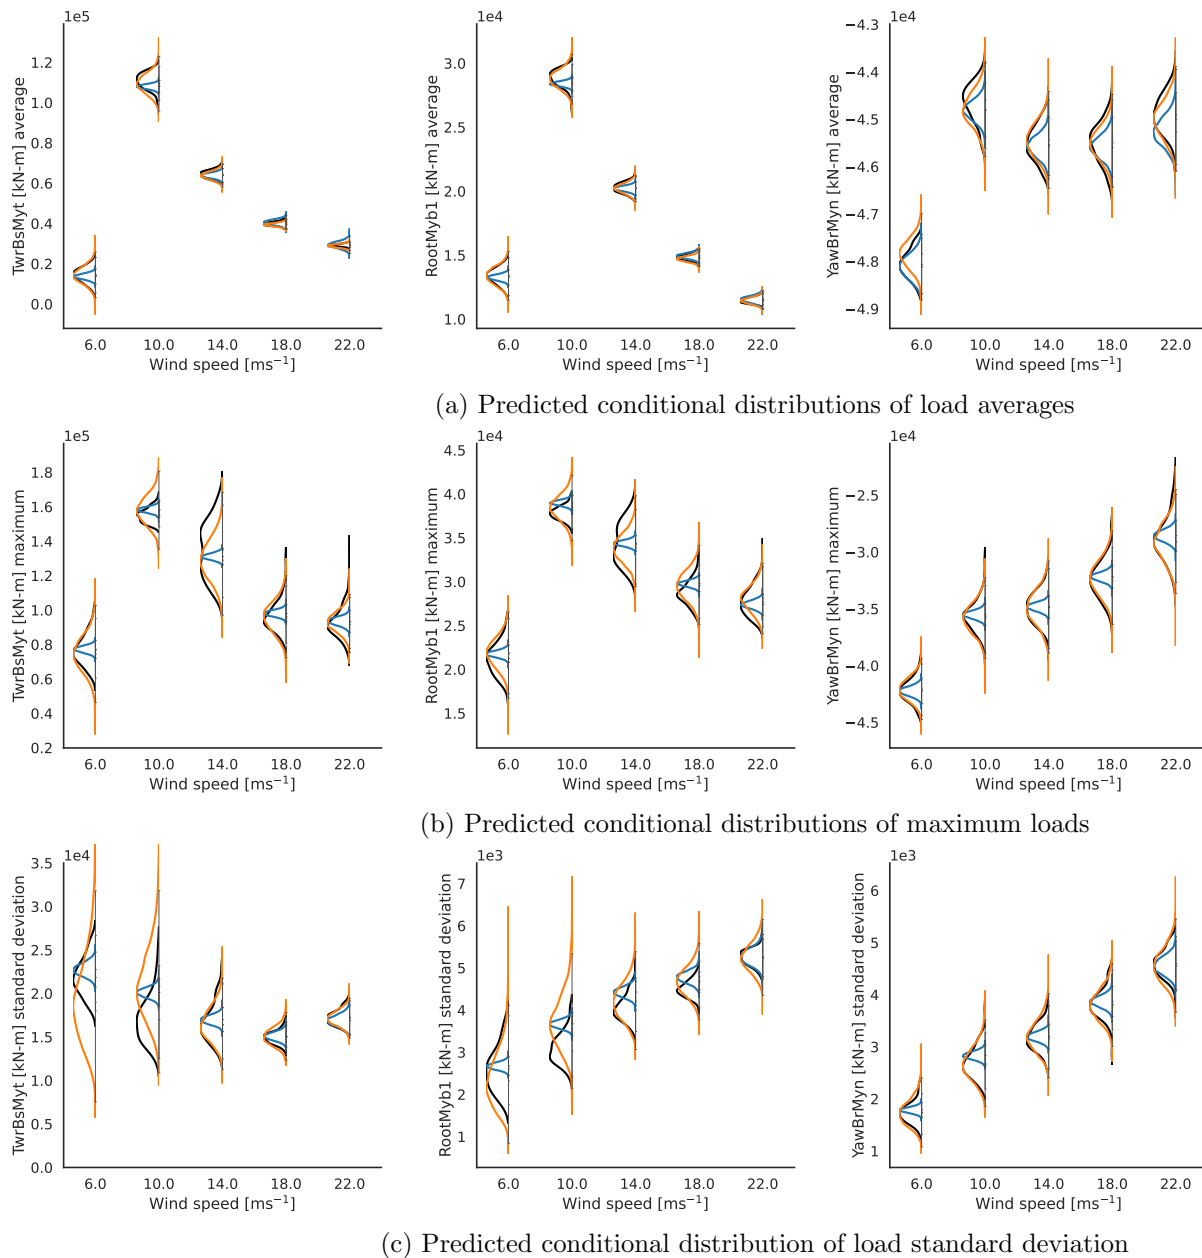 1e5
TwrBsMyt [kN-m] average
1.2
1.0
0.8
0.6
0.4
0.2
0.0
6.0 10.0 14.0 18.0 22.0
Wind speed [ms⁻¹]
1e4
RootMyb1 [kN-m] average
3.0
2.5
2.0
1.5
1.0
6.0 10.0 14.0 18.0 22.0
Wind speed [ms⁻¹]
1e4
YawBrMyn [kN-m] average
−4.3
−4.4
−4.5
−4.6
−4.7
−4.8
−4.9
6.0 10.0 14.0 18.0 22.0
Wind speed [ms⁻¹]
(a) Predicted conditional distributions of load averages
1e5
TwrBsMyt [kN-m] maximum
1.8
1.6
1.4
1.2
1.0
0.8
0.6
0.4
0.2
6.0 10.0 14.0 18.0 22.0
Wind speed [ms⁻¹]
1e4
RootMyb1 [kN-m] maximum
4.5
4.0
3.5
3.0
2.5
2.0
1.5
6.0 10.0 14.0 18.0 22.0
Wind speed [ms⁻¹]
1e4
YawBrMyn [kN-m] maximum
−2.5
−3.0
−3.5
−4.0
−4.5
6.0 10.0 14.0 18.0 22.0
Wind speed [ms⁻¹]
(b) Predicted conditional distributions of maximum loads
1e4
TwrBsMyt [kN-m] standard deviation
3.5
3.0
2.5
2.0
1.5
1.0
0.5
0.0
6.0 10.0 14.0 18.0 22.0
Wind speed [ms⁻¹]
1e3
RootMyb1 [kN-m] standard deviation
7
6
5
4
3
2
1
6.0 10.0 14.0 18.0 22.0
Wind speed [ms⁻¹]
1e3
YawBrMyn [kN-m] standard deviation
6
5
4
3
2
1
6.0 10.0 14.0 18.0 22.0
Wind speed [ms⁻¹]
(c) Predicted conditional distribution of load standard deviation